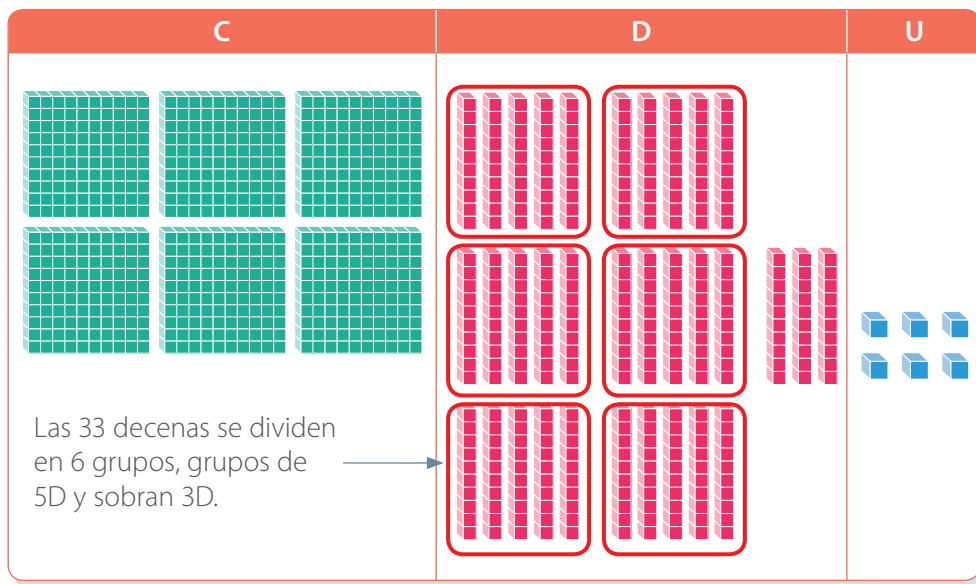 C D U
Las 33 decenas se dividen
en 6 grupos, grupos de
5D y sobran 3D.